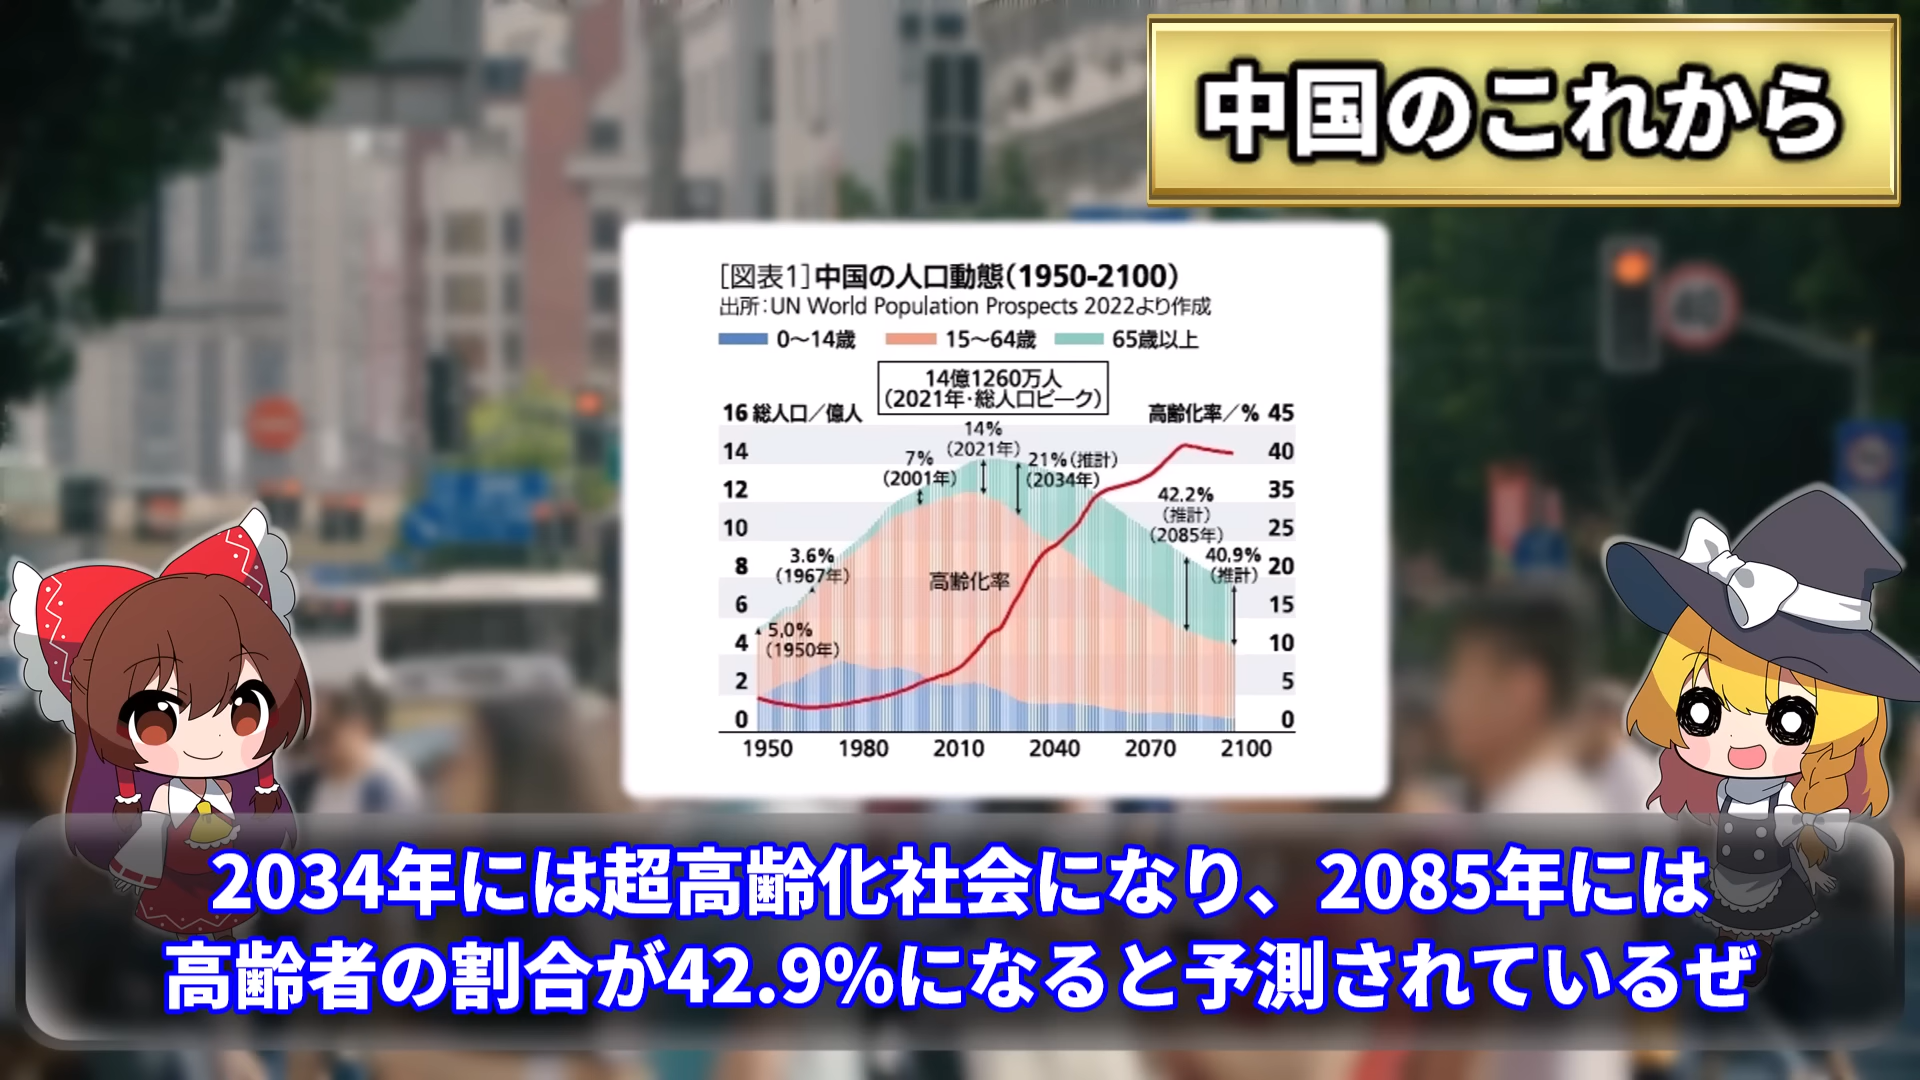 中国のこれから
［図表1］中国の人口動態（1950-2100）
出所：UN World Population Prospects 2022より作成
0〜14歳 15〜64歳 65歳以上
14億1260万人
（2021年・総人口ピーク）
16 総人口／億人 高齢化率／% 45
14%
14 （2021年） 40
7% 21%（推計）
（2001年） （2034年）
12 35
42.2%
（推計）
10 （2085年） 25
3.6% 40.9%
8 （1967年） （推計） 20
高齢化率
6 15
5.0%
4 （1950年） 10
2 5
0 0
1950 1980 2010 2040 2070 2100
40
2034年には超高齢化社会になり、2085年には
高齢者の割合が42.9%になると予測されているぜ